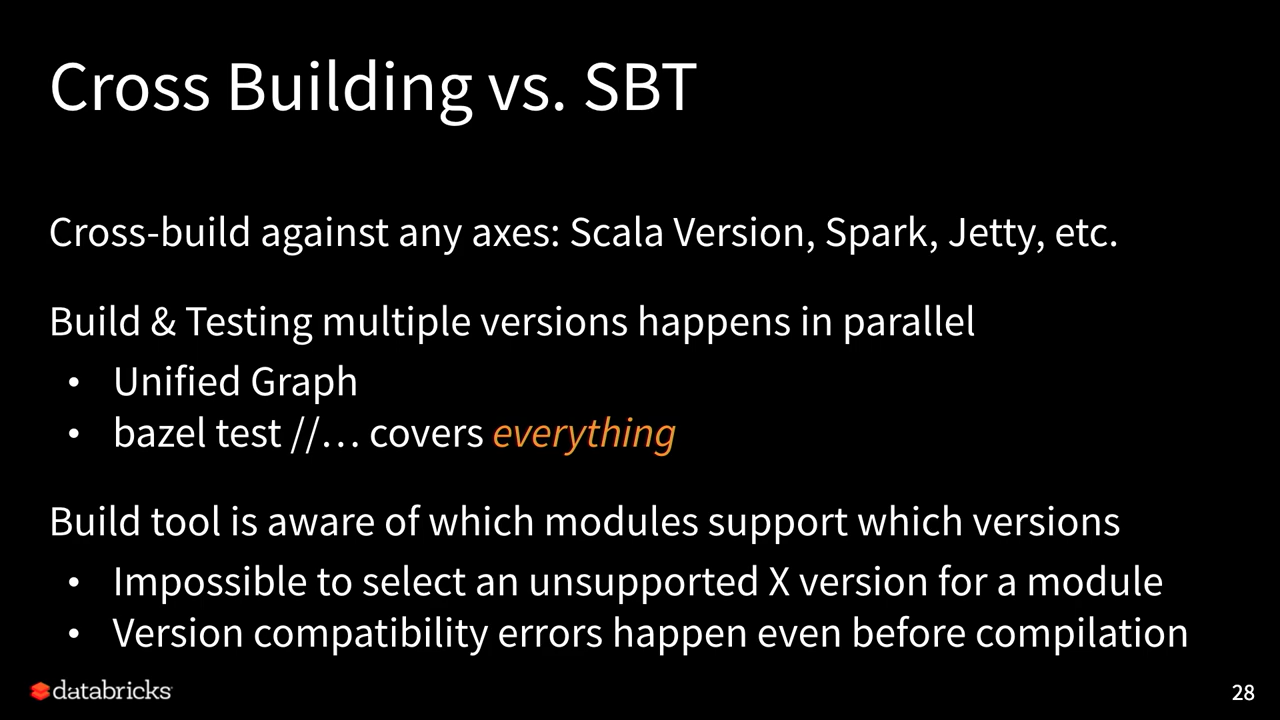 Cross Building vs. SBT
Cross-build against any axes: Scala Version, Spark, Jetty, etc.
Build & Testing multiple versions happens in parallel
• Unified Graph
• bazel test //… covers everything
Build tool is aware of which modules support which versions
• Impossible to select an unsupported X version for a module
• Version compatibility errors happen even before compilation
databricks
28